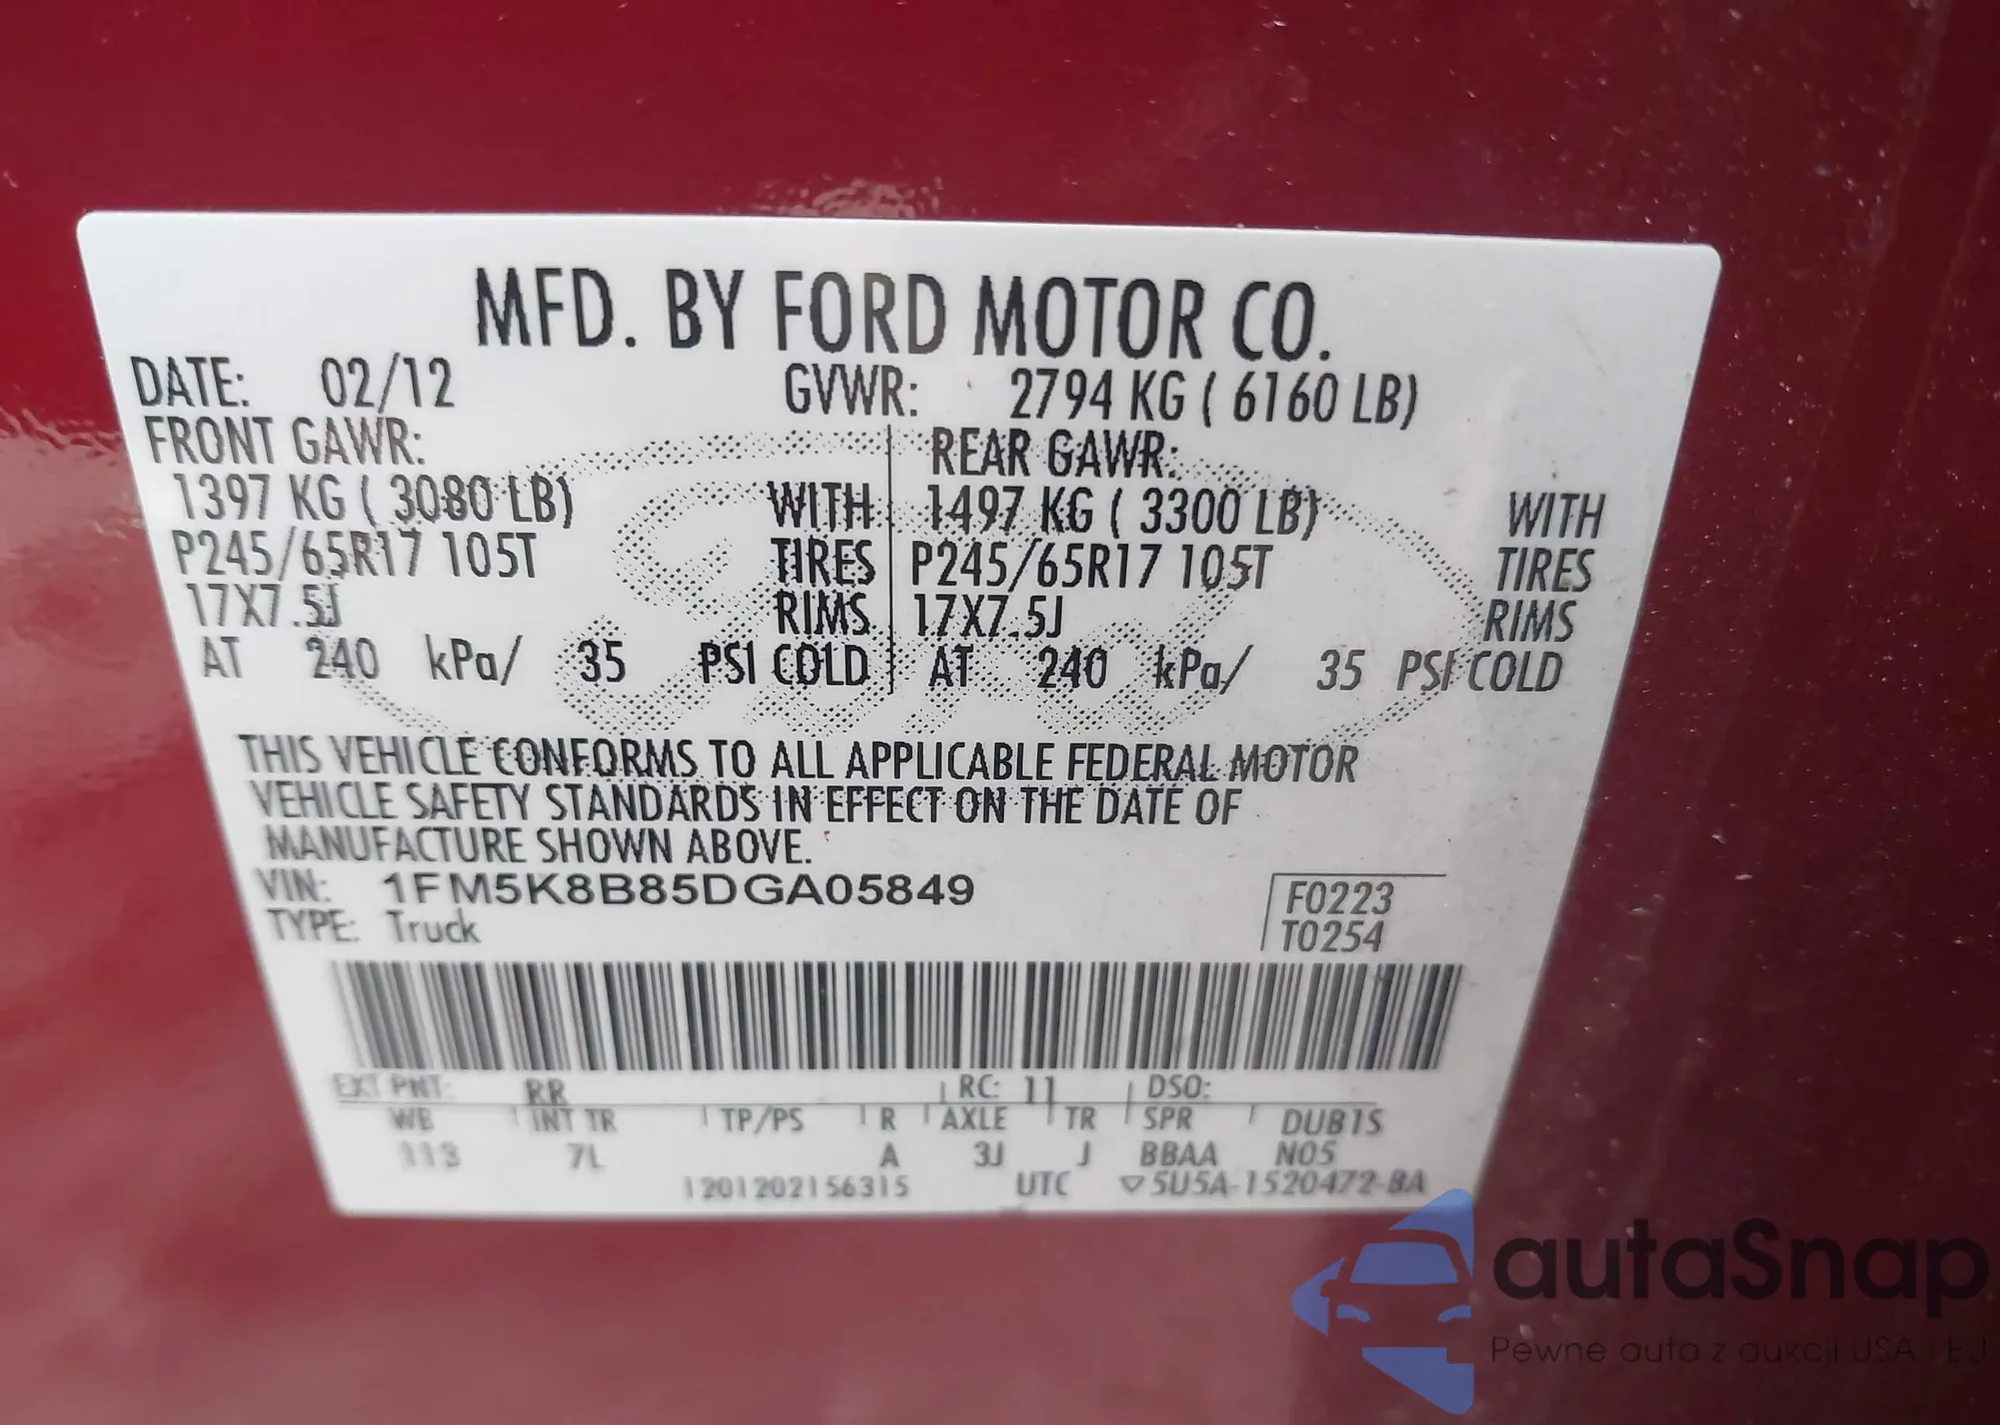 MFD. BY FORD MOTOR CO.
DATE: 02/12 GVWR: 2794 KG ( 6160 LB)
FRONT GAWR: REAR GAWR:
1397 KG ( 3080 LB) WITH 1497 KG ( 3300 LB) WITH
P245/65R17 105T TIRES P245/65R17 105T TIRES
17X7.5J RIMS 17X7.5J RIMS
AT 240 kPa/ 35 PSI COLD AT 240 kPa/ 35 PSI COLD
THIS VEHICLE CONFORMS TO ALL APPLICABLE FEDERAL MOTOR
VEHICLE SAFETY STANDARDS IN EFFECT ON THE DATE OF
MANUFACTURE SHOWN ABOVE.
VIN: 1FM5K8B85DGA05849 F0223
TYPE: Truck T0254
EXT PNT: RR RC: 11 DSO:
WB INT TR TP/PS R AXLE TR SPR DUB1S
113 7L A 3J J BBAA N05
1201202156315 UTC ▽5U5A-1520472-BA
autaSnap
Pewne auta z aukcji USA i EU